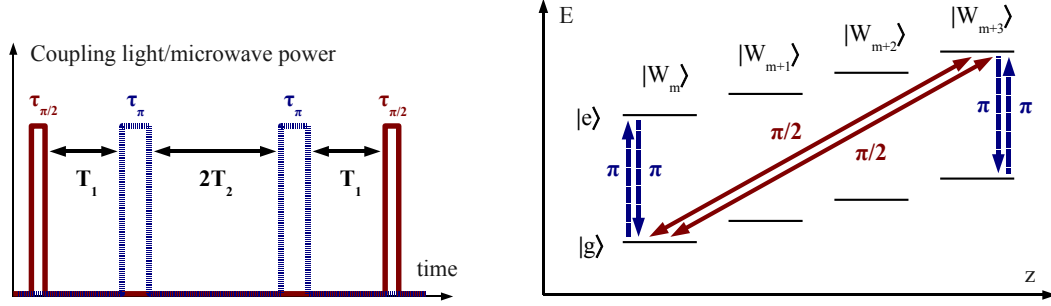 Coupling light/microwave power
τπ/2
τπ
τπ
τπ/2
T1
2T2
T1
time
E
|Wm⟩
|Wm+1⟩
|Wm+2⟩
|Wm+3⟩
|e⟩
|g⟩
π
π
π/2
π/2
π
π
z